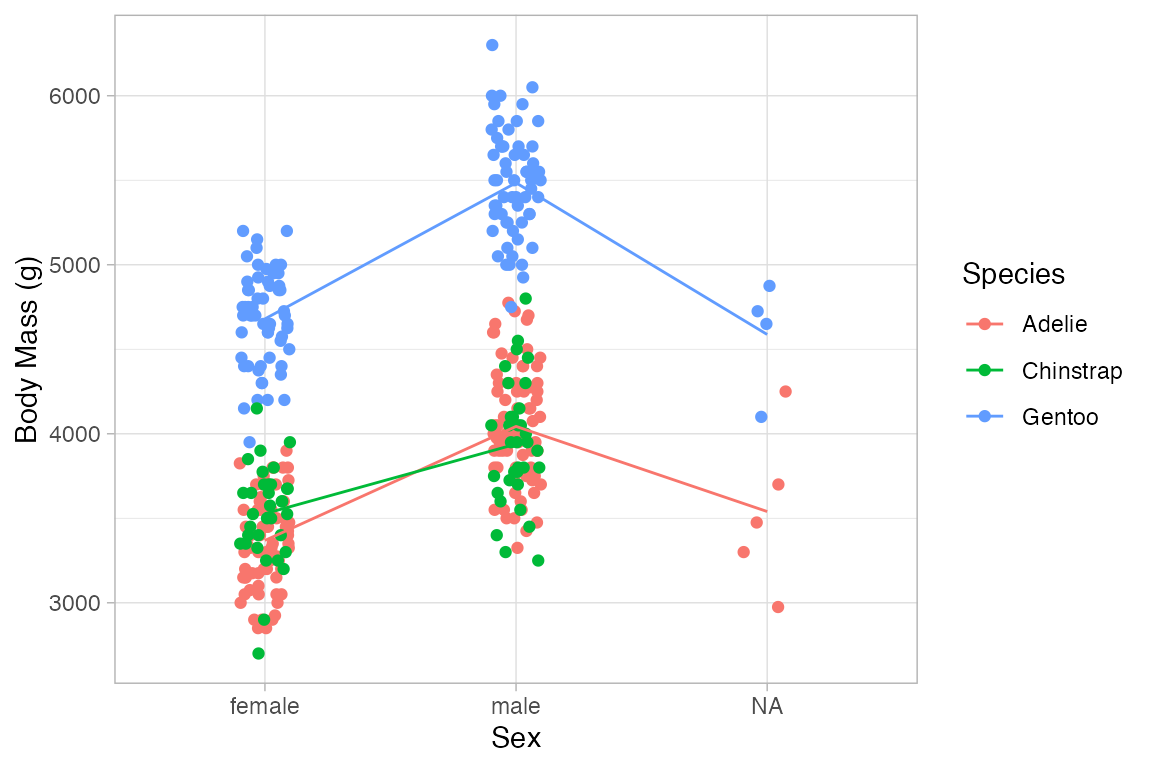 6000
5000
4000
3000
Body Mass (g)
female
male
NA
Sex
Species
Adelie
Chinstrap
Gentoo